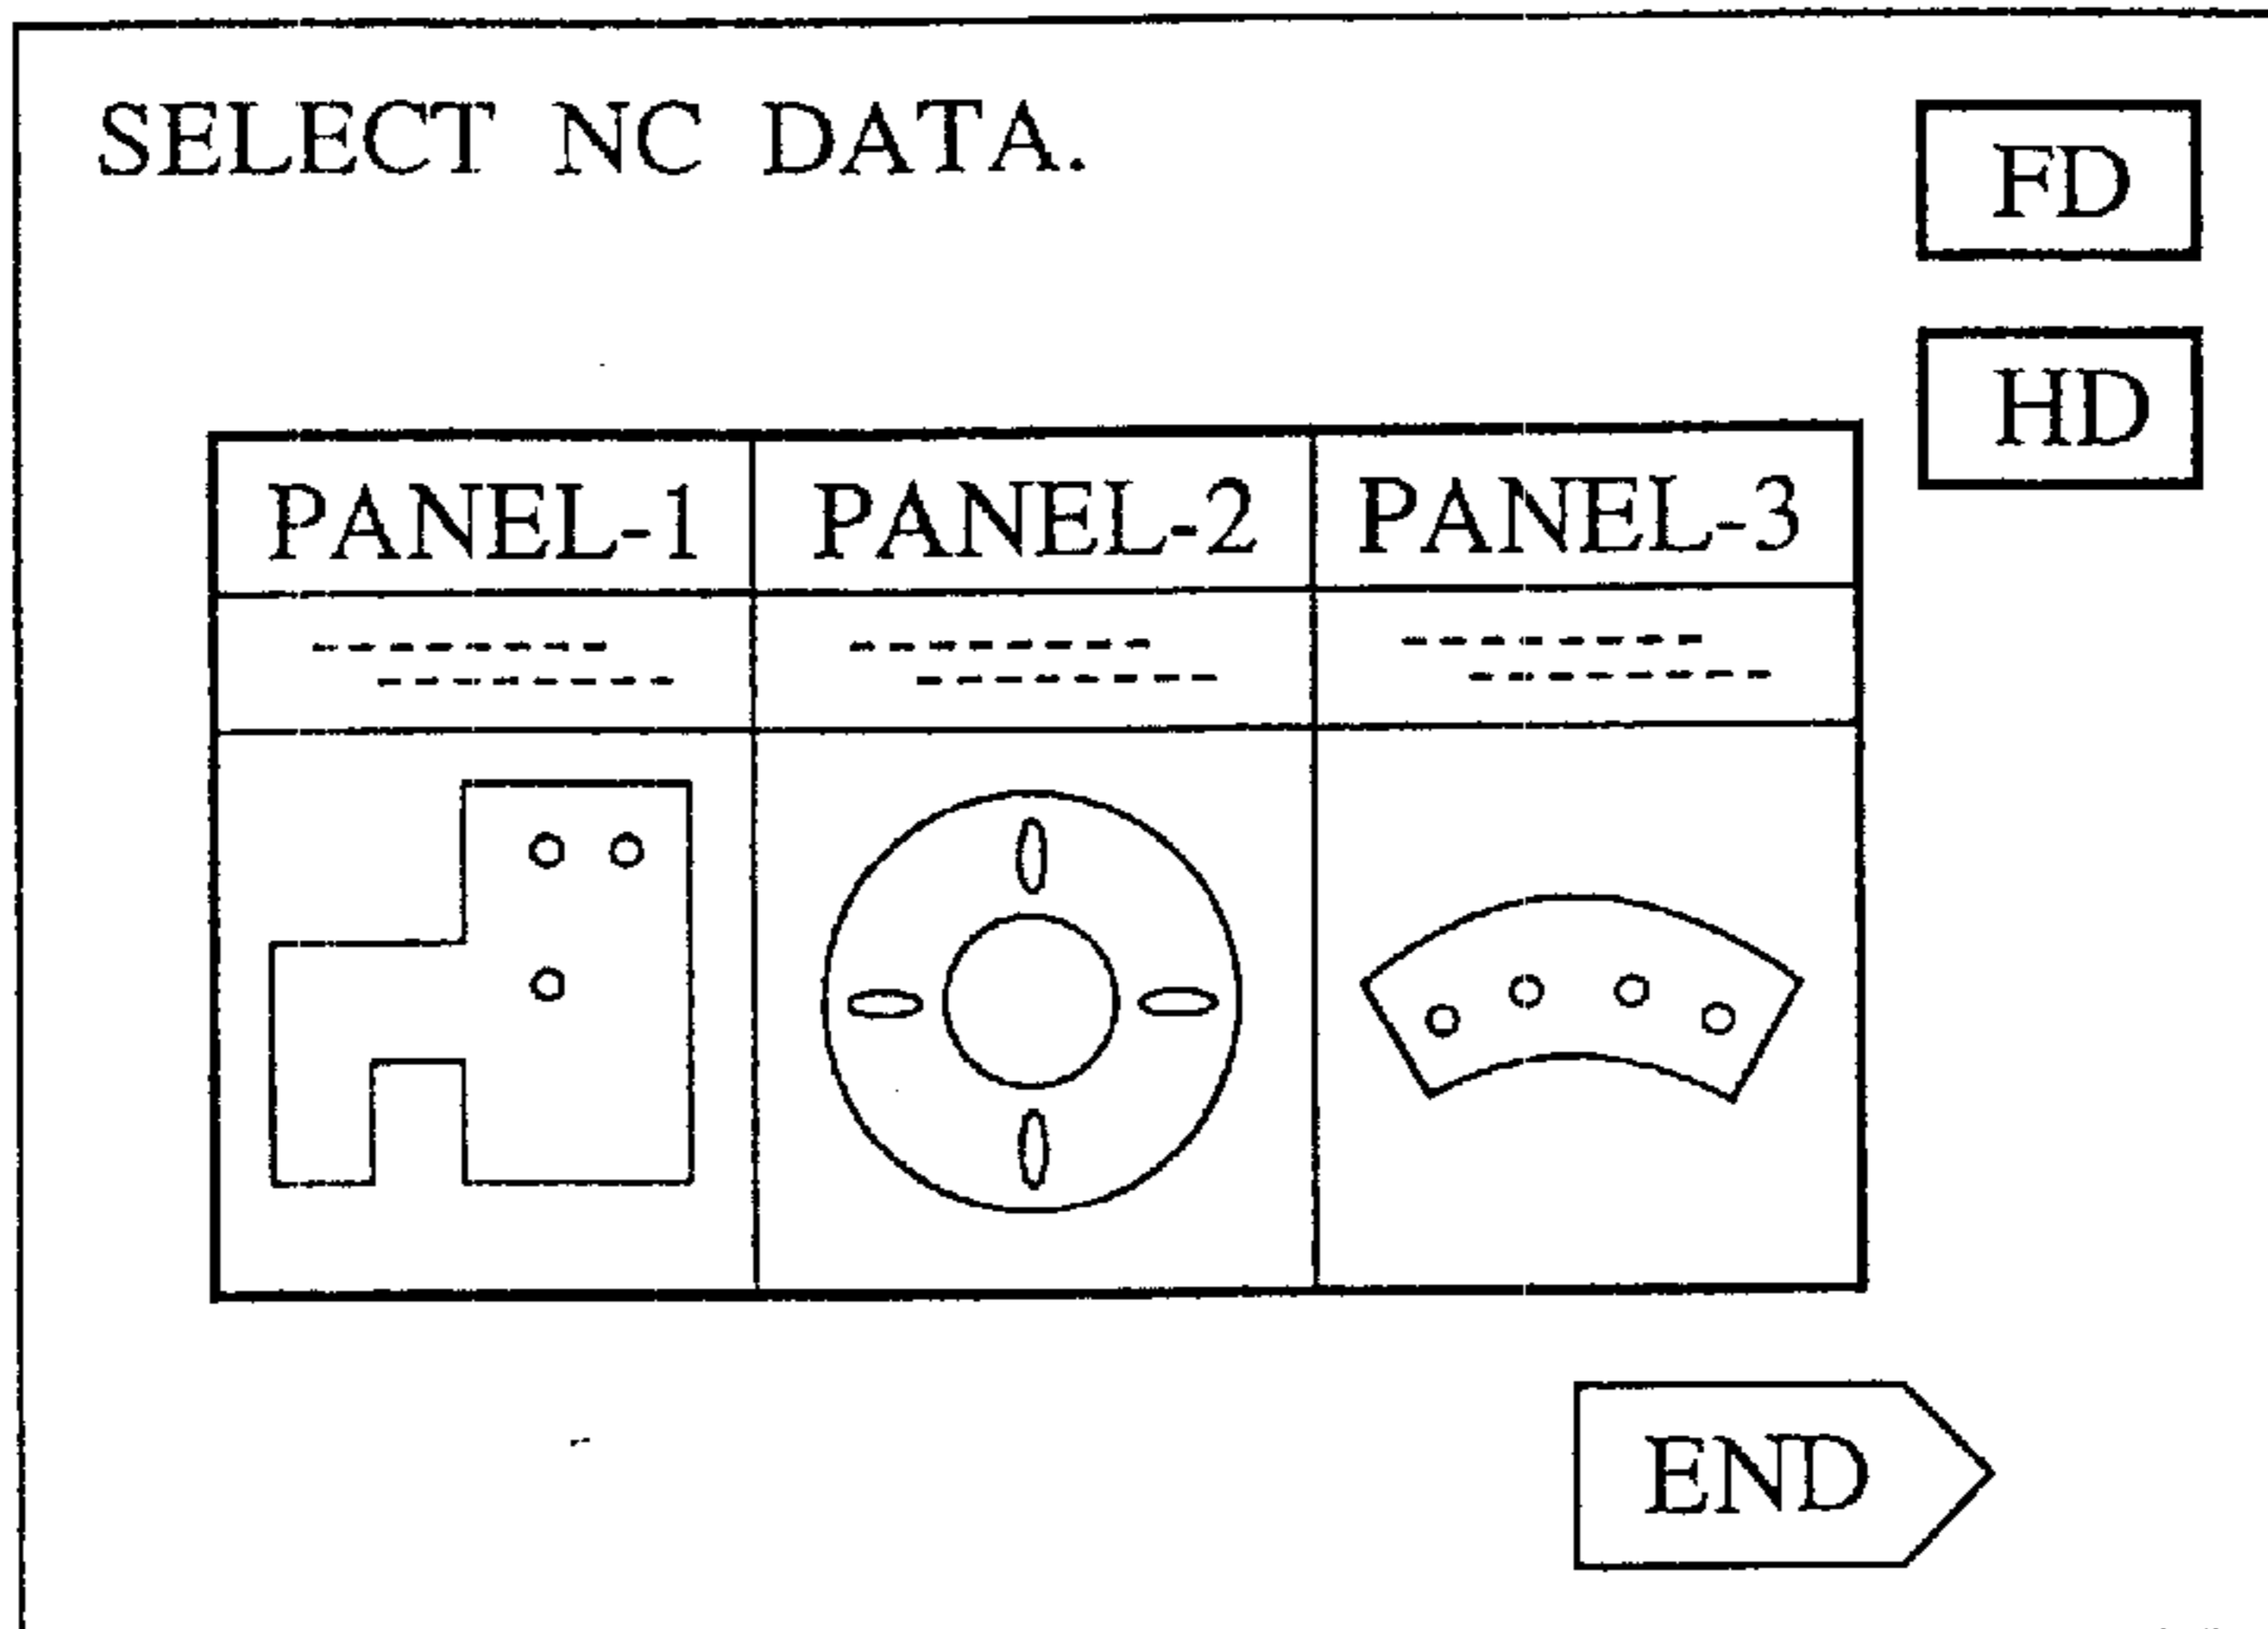 SELECT NC DATA.
FD
HD
PANEL-1 PANEL-2 PANEL-3
END